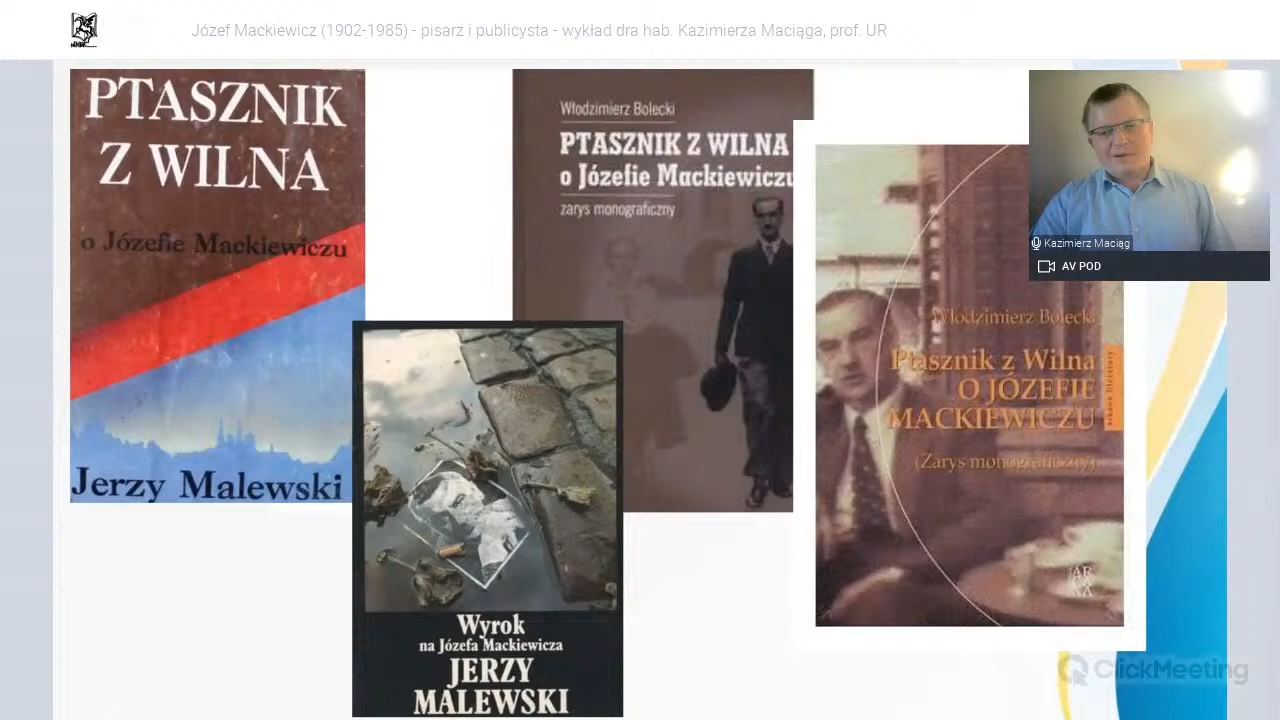 Józef Mackiewicz (1902-1985) - pisarz i publicysta - wykład dra hab. Kazimierza Maciąga, prof. UR
PTASZNIK
Z WILNA
o Józefie Mackiewiczu
Jerzy Malewski
Włodzimierz Bolecki
PTASZNIK Z WILNA
o Józefie Mackiewiczu
zarys monograficzny
Wyrok
na Józefa Mackiewicza
JERZY
MALEWSKI
Włodzimierz Bolecki
Ptasznik z Wilna
O JÓZEFIE
MACKIEWICZU
(Zarys monograficzny)
Kazimierz Maciąg
AV POD
ClickMeeting